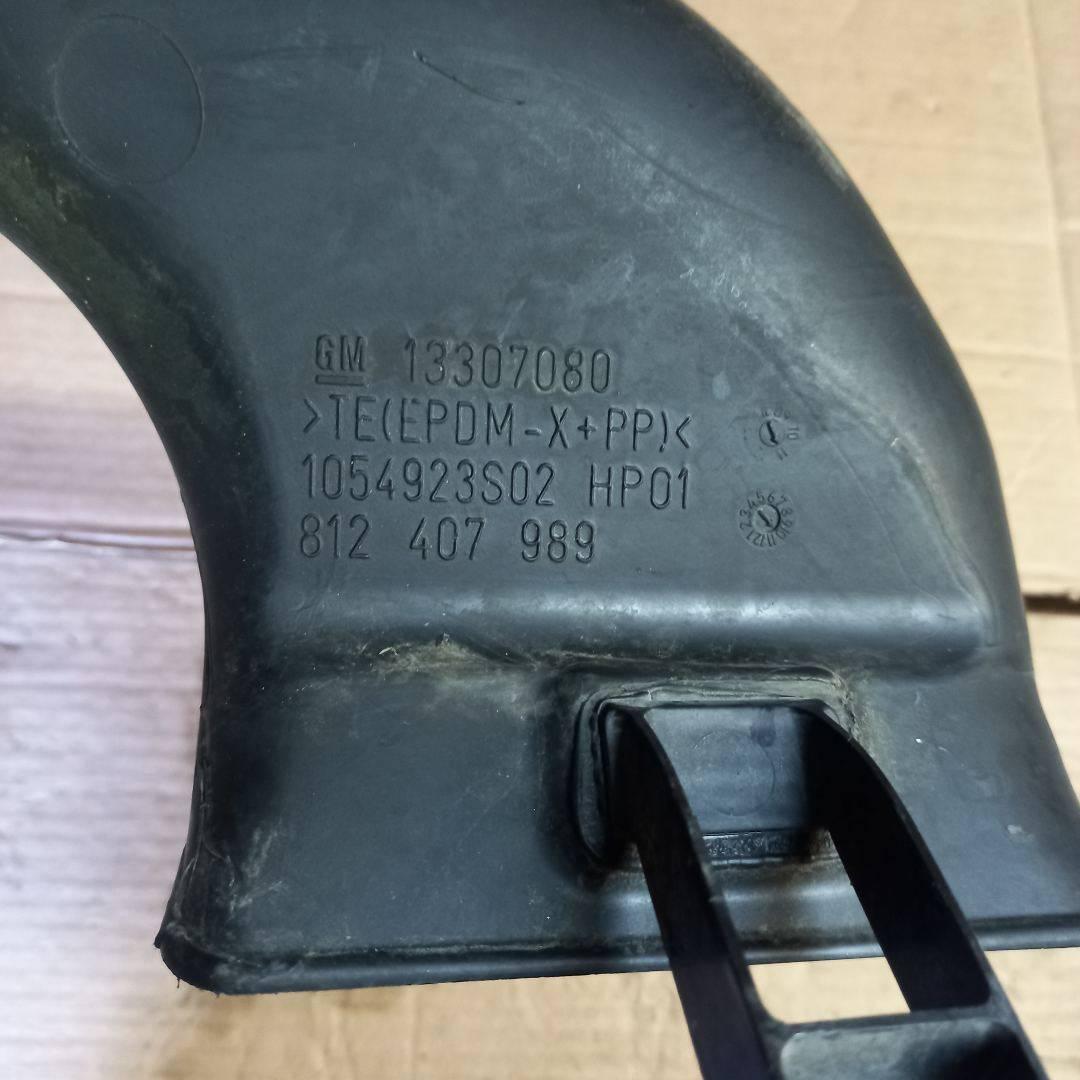 GM 13307080
>TE(EPDM-X+PP)<
1054923S02 HP01
812 407 989